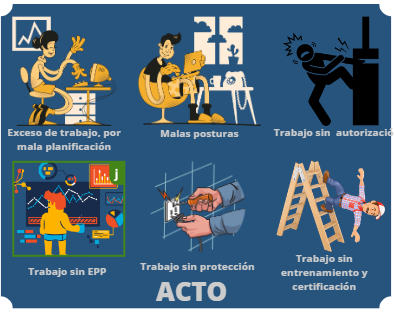 Exceso de trabajo, por
mala planificación
Malas posturas
Trabajo sin autorizació
j
Trabajo sin EPP
Trabajo sin protección
Trabajo sin
entrenamiento y
certificación
ACTO